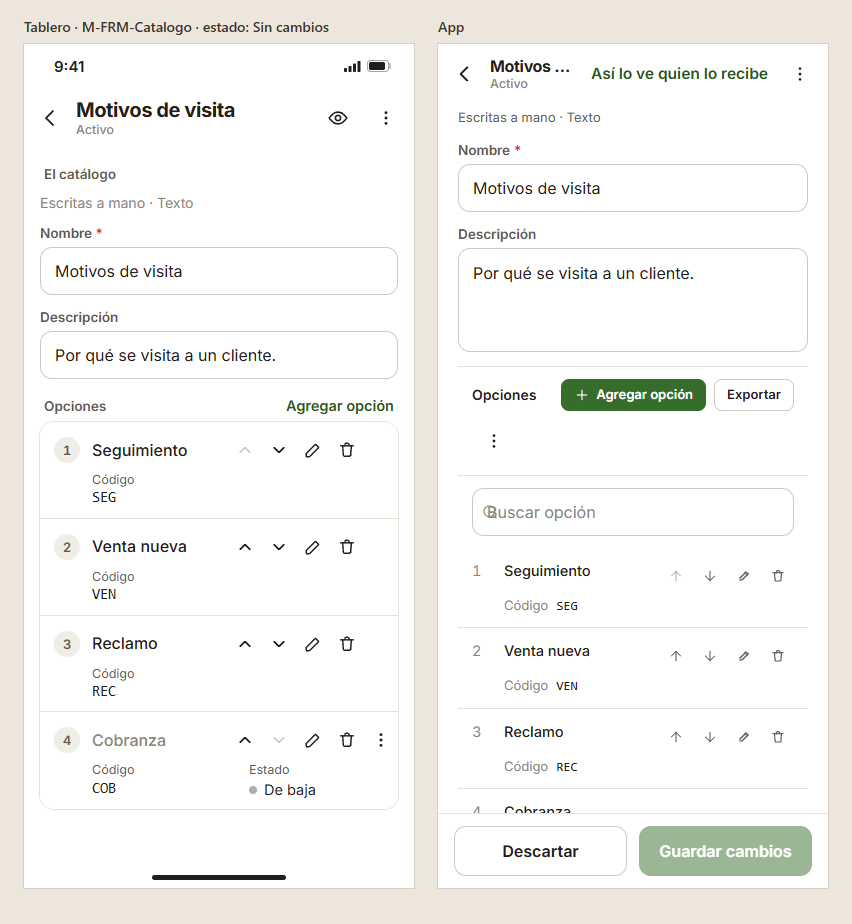 Tablero · M-FRM-Catalogo · estado: Sin cambios
9:41
Motivos de visita
Activo
El catálogo
Escritas a mano · Texto
Nombre *
Motivos de visita
Descripción
Por qué se visita a un cliente.
Opciones
Agregar opción
1 Seguimiento
Código
SEG
2 Venta nueva
Código
VEN
3 Reclamo
Código
REC
4 Cobranza
Código Estado
COB De baja
App
Motivos ... Así lo ve quien lo recibe
Activo
Escritas a mano · Texto
Nombre *
Motivos de visita
Descripción
Por qué se visita a un cliente.
Opciones + Agregar opción Exportar
Buscar opción
1 Seguimiento
Código SEG
2 Venta nueva
Código VEN
3 Reclamo
Código REC
4 Cobranza
Descartar Guardar cambios